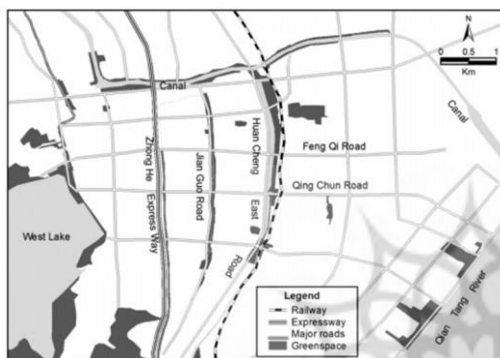 N
0 0.5 1
Km
Canal
Canal
Zhong He
Express Way
Jian Guo Road
Huan Cheng
East
Road
Feng Qi Road
Qing Chun Road
West Lake
Qian Tang River
Legend
Railway
Expressway
Major roads
Greenspace